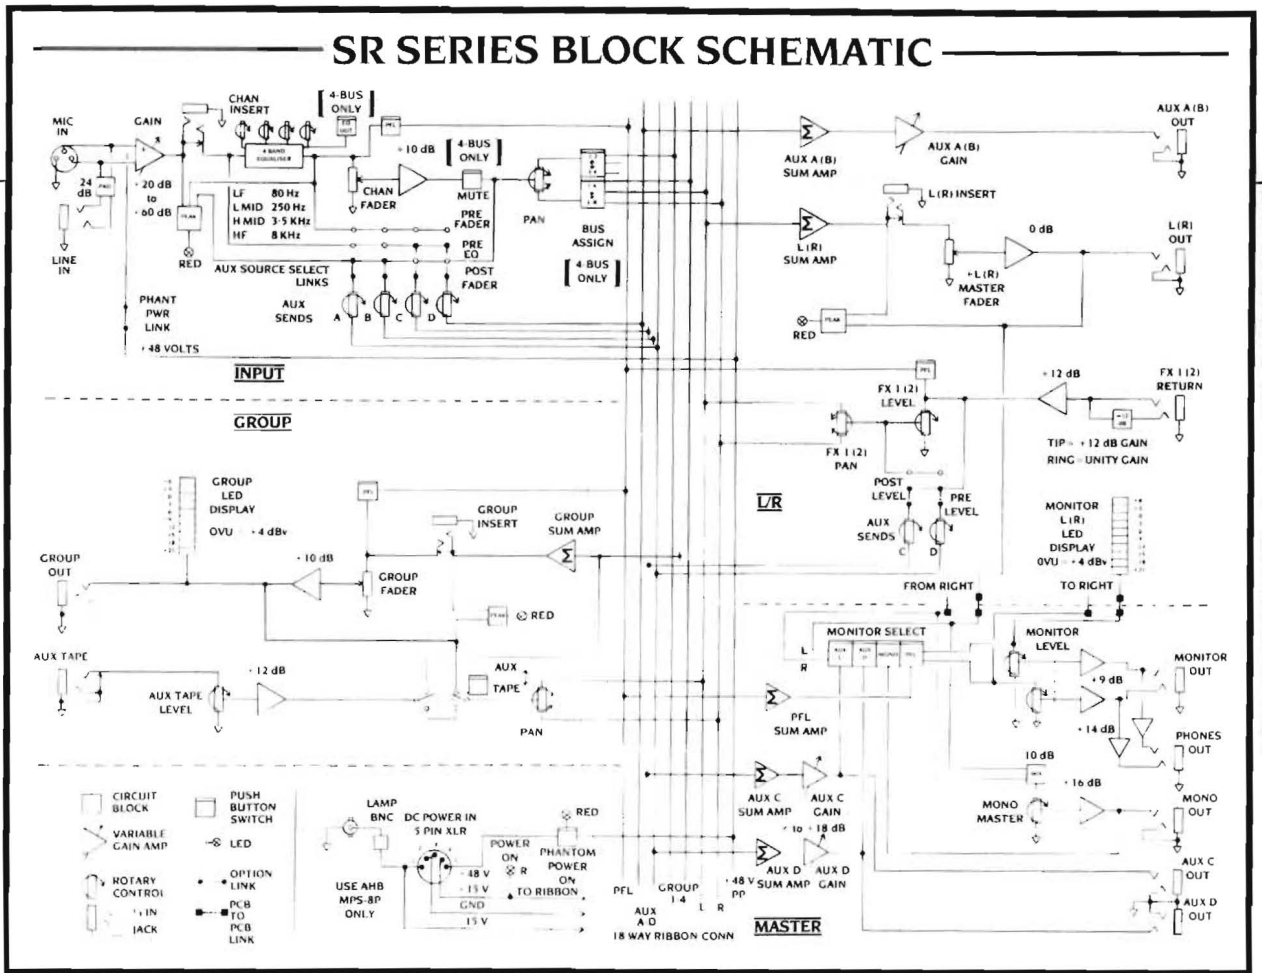 SR SERIES BLOCK SCHEMATIC
MIC
IN
GAIN
CHAN
INSERT
4-BUS
ONLY
PFL
+10 dB
4-BUS
ONLY
4 BAND
EQUALISER
24
dB
PAD
+20 dB
to
+60 dB
PEAK
RED
LINE
IN
LF 80 Hz
L MID 250 Hz
H MID 3·5 KHz
HF 8 KHz
CHAN
FADER
MUTE
PRE
FADER
PRE
EQ
POST
FADER
PAN
BUS
ASSIGN
4-BUS
ONLY
AUX SOURCE SELECT
LINKS
AUX
SENDS
A
B
C
D
PHANT
PWR
LINK
+48 VOLTS
INPUT
AUX A (B)
SUM AMP
AUX A (B)
GAIN
AUX A (B)
OUT
L (R) INSERT
L (R)
SUM AMP
0 dB
L (R)
MASTER
FADER
L (R)
OUT
RED
PEAK
PFL
FX 1 (2)
LEVEL
+12 dB
FX 1 (2)
RETURN
FX 1 (2)
PAN
TIP = +12 dB GAIN
RING = UNITY GAIN
POST
LEVEL
PRE
LEVEL
AUX
SENDS
C
D
L/R
MONITOR
L (R)
LED
DISPLAY
OVU = +4 dBv
FROM RIGHT
TO RIGHT
GROUP
GROUP
LED
DISPLAY
OVU = +4 dBv
PFL
GROUP
INSERT
GROUP
SUM AMP
GROUP
OUT
+10 dB
GROUP
FADER
PEAK
RED
AUX TAPE
AUX TAPE
LEVEL
+12 dB
AUX
TAPE
PAN
MONITOR SELECT
L
R
MONITOR
LEVEL
+9 dB
MONITOR
OUT
PFL
SUM AMP
+14 dB
PHONES
OUT
10 dB
+16 dB
MONO
MASTER
MONO
OUT
AUX C
SUM AMP
AUX C
GAIN
to +18 dB
AUX D
SUM AMP
AUX D
GAIN
AUX C
OUT
AUX D
OUT
CIRCUIT
BLOCK
PUSH
BUTTON
SWITCH
VARIABLE
GAIN AMP
LED
ROTARY
CONTROL
OPTION
LINK
JACK
PCB
TO
PCB
LINK
LAMP
BNC
DC POWER IN
5 PIN XLR
RED
POWER
ON
R
PHANTOM
POWER
ON
USE AHB
MPS-8P
ONLY
+48 V
+15 V
GND
15 V
TO RIBBON
PFL
AUX
A D
GROUP
1 4
L R
+48 V
PP
18 WAY RIBBON CONN
MASTER